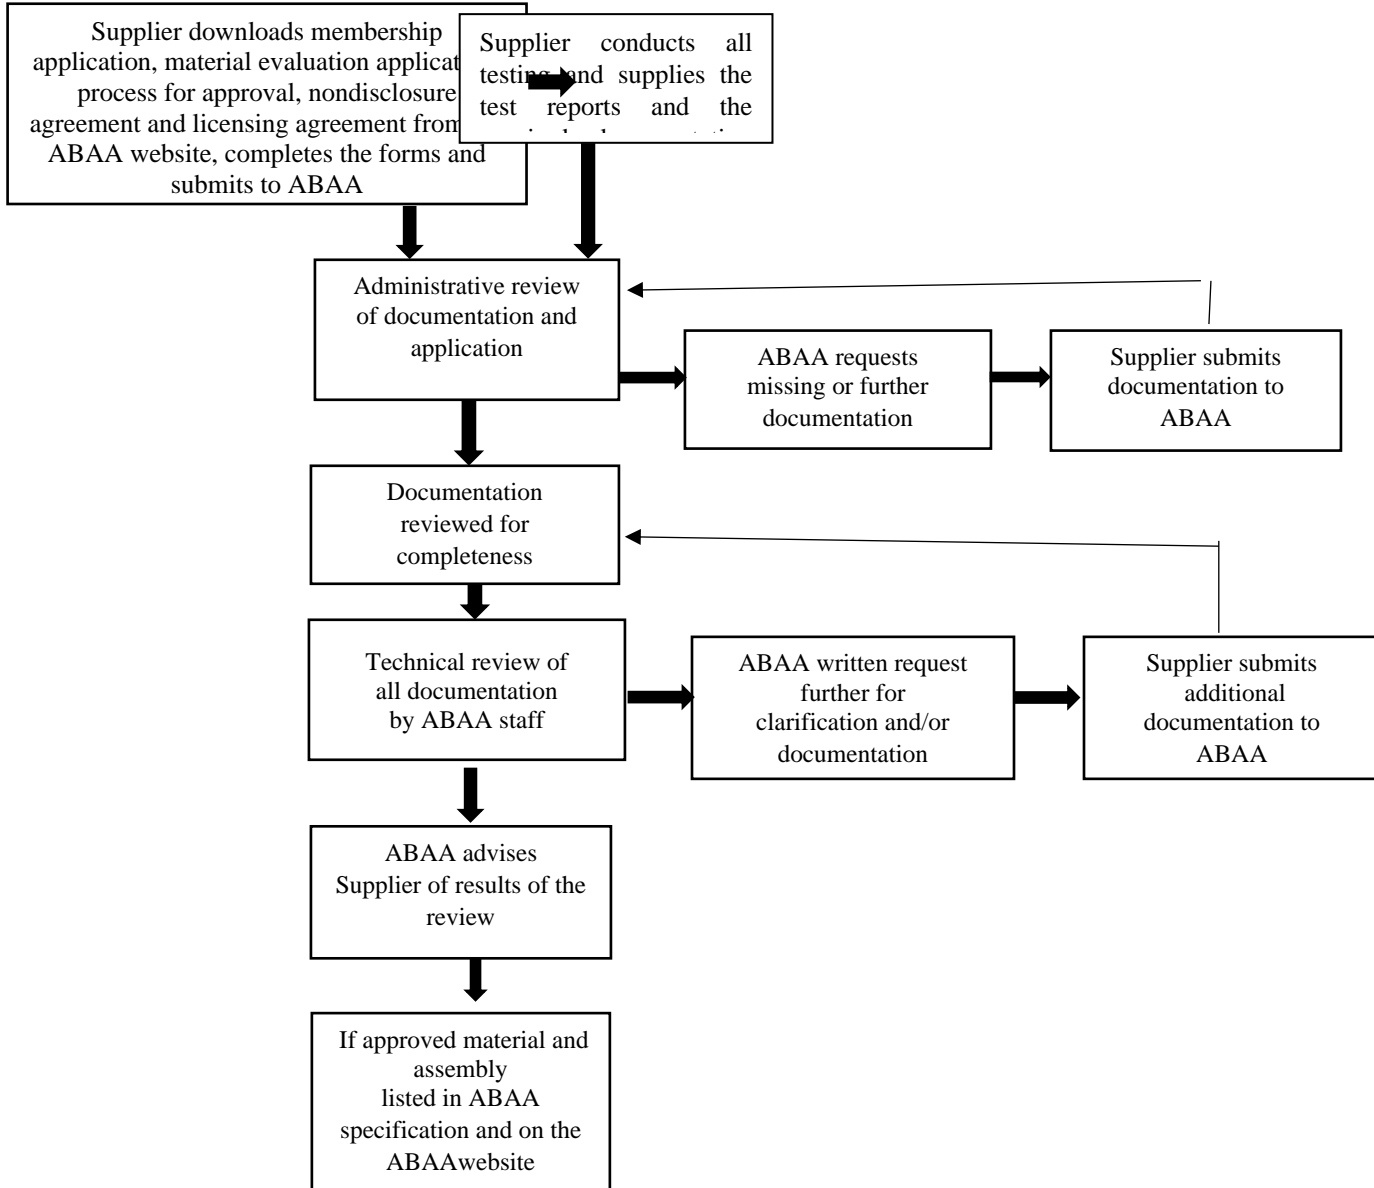 Supplier downloads membership
application, material evaluation applicat
process for approval, nondisclosure
agreement and licensing agreement from
ABAA website, completes the forms and
submits to ABAA
Supplier conducts all
testing and supplies the
test reports and the
Administrative review
of documentation and
application
ABAA requests
missing or further
documentation
Supplier submits
documentation to
ABAA
Documentation
reviewed for
completeness
Technical review of
all documentation
by ABAA staff
ABAA written request
further for
clarification and/or
documentation
Supplier submits
additional
documentation to
ABAA
ABAA advises
Supplier of results of the
review
If approved material and
assembly
listed in ABAA
specification and on the
ABAAwebsite